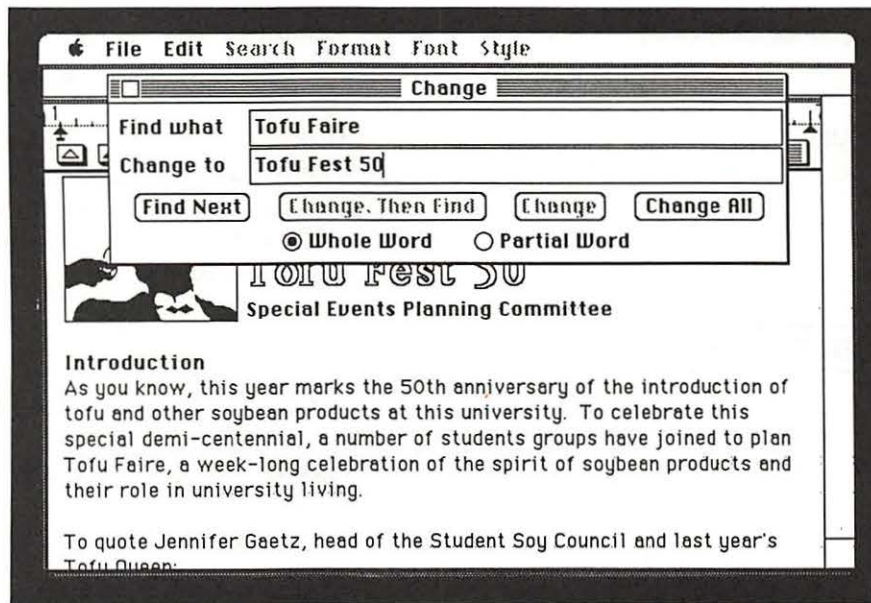 File Edit Search Format Font Style
Change
Find what Tofu Faire
Change to Tofu Fest 50
Find Next Change, Then Find Change Change All
Whole Word Partial Word
Tofu Fest 50
Special Events Planning Committee
Introduction
As you know, this year marks the 50th anniversary of the introduction of
tofu and other soybean products at this university. To celebrate this
special demi-centennial, a number of students groups have joined to plan
Tofu Faire, a week-long celebration of the spirit of soybean products and
their role in university living.
To quote Jennifer Gaetz, head of the Student Soy Council and last year's
Tofu Queen: